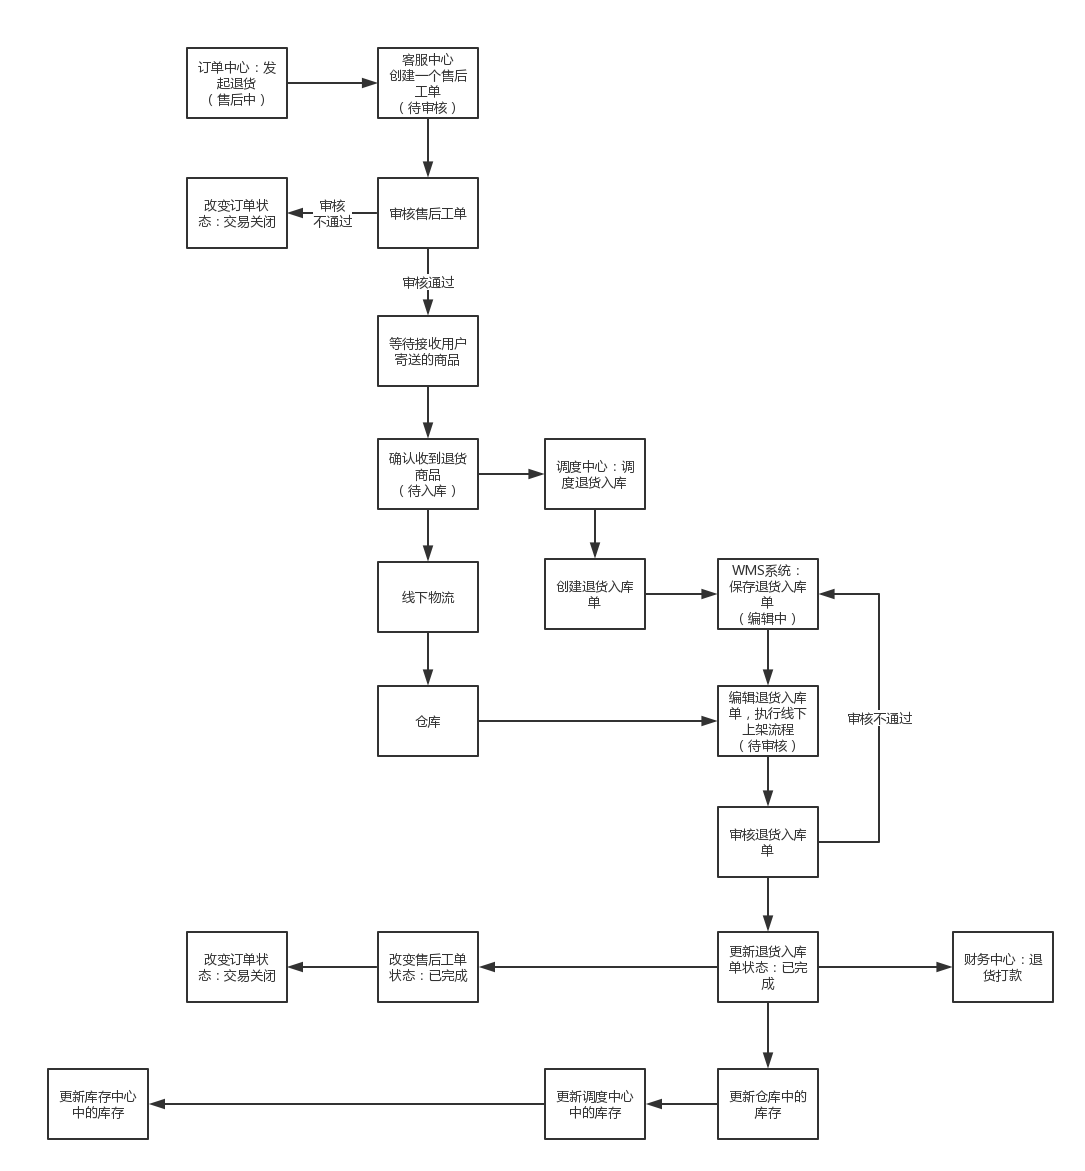 订单中心：发
起退货
（售后中）
客服中心
创建一个售后
工单
（待审核）
改变订单状
态：交易关闭
审核
不通过
审核售后工单
审核通过
等待接收用户
寄送的商品
确认收到退货
商品
（待入库）
调度中心：调
度退货入库
线下物流
创建退货入库
单
WMS系统：
保存退货入库
单
（编辑中）
仓库
编辑退货入库
单，执行线下
上架流程
（待审核）
审核不通过
审核退货入库
单
改变订单状
态：交易关闭
改变售后工单
状态：已完成
更新退货入库
单状态：已完
成
财务中心：退
货打款
更新库存中心
中的库存
更新调度中心
中的库存
更新仓库中的
库存